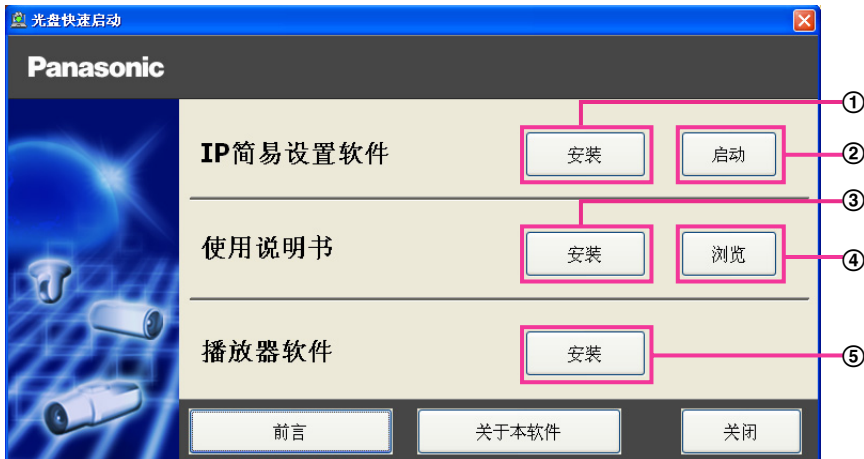 光盘快速启动
Panasonic
①
IP简易设置软件 安装 启动 ②
③
使用说明书 安装 浏览 ④
播放器软件 安装 ⑤
前言 关于本软件 关闭